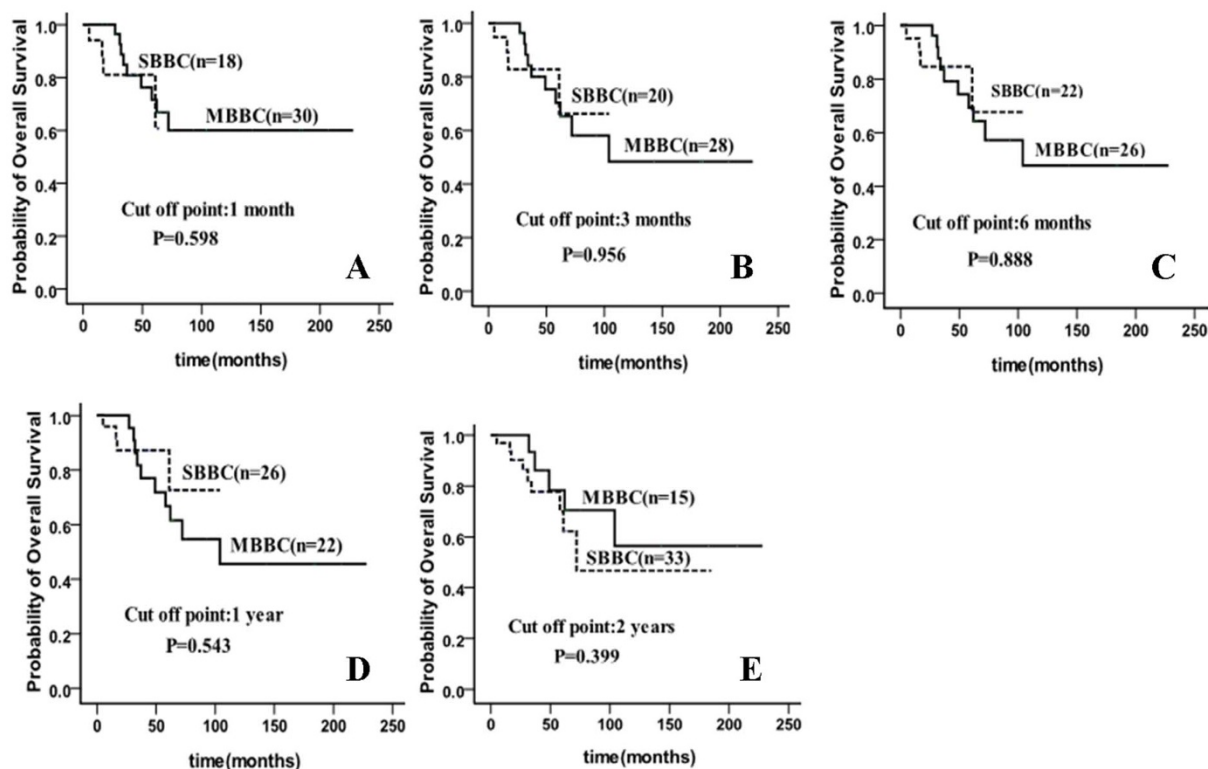 Probability of Overall Survival
1.0
0.8
0.6
0.4
0.2
0.0
SBBC(n=18)
MBBC(n=30)
Cut off point:1 month
P=0.598
A
0 50 100 150 200 250
time(months)
Probability of Overall Survival
1.0
0.8
0.6
0.4
0.2
0.0
SBBC(n=20)
MBBC(n=28)
Cut off point:3 months
P=0.956
B
0 50 100 150 200 250
time(months)
Probability of Overall Survival
1.0
0.8
0.6
0.4
0.2
0.0
SBBC(n=22)
MBBC(n=26)
Cut off point:6 months
P=0.888
C
0 50 100 150 200 250
time(months)
Probability of Overall Survival
1.0
0.8
0.6
0.4
0.2
0.0
SBBC(n=26)
MBBC(n=22)
Cut off point:1 year
P=0.543
D
0 50 100 150 200 250
time(months)
Probability of Overall Survival
1.0
0.8
0.6
0.4
0.2
0.0
MBBC(n=15)
SBBC(n=33)
Cut off point:2 years
P=0.399
E
0 50 100 150 200 250
time(months)